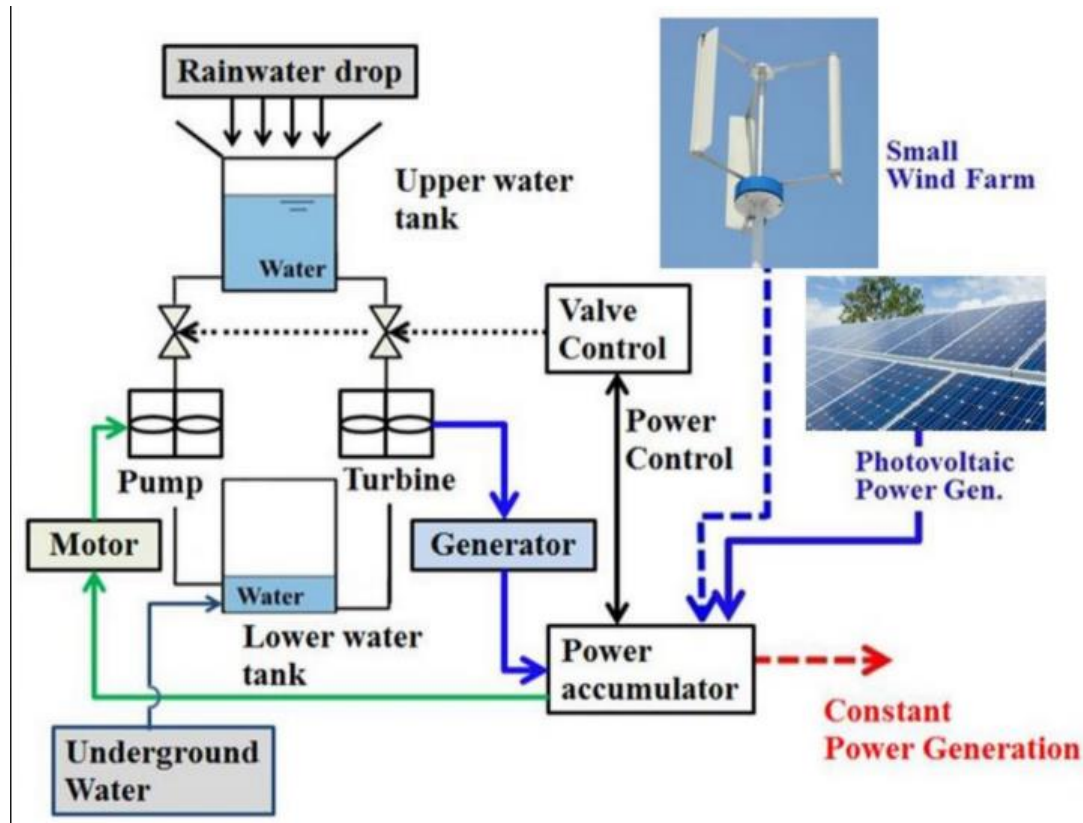 Rainwater drop
Upper water
tank
Water
Small
Wind Farm
Valve
Control
Power
Control
Pump
Turbine
Photovoltaic
Power Gen.
Motor
Generator
Water
Lower water
tank
Power
accumulator
Constant
Power Generation
Underground
Water